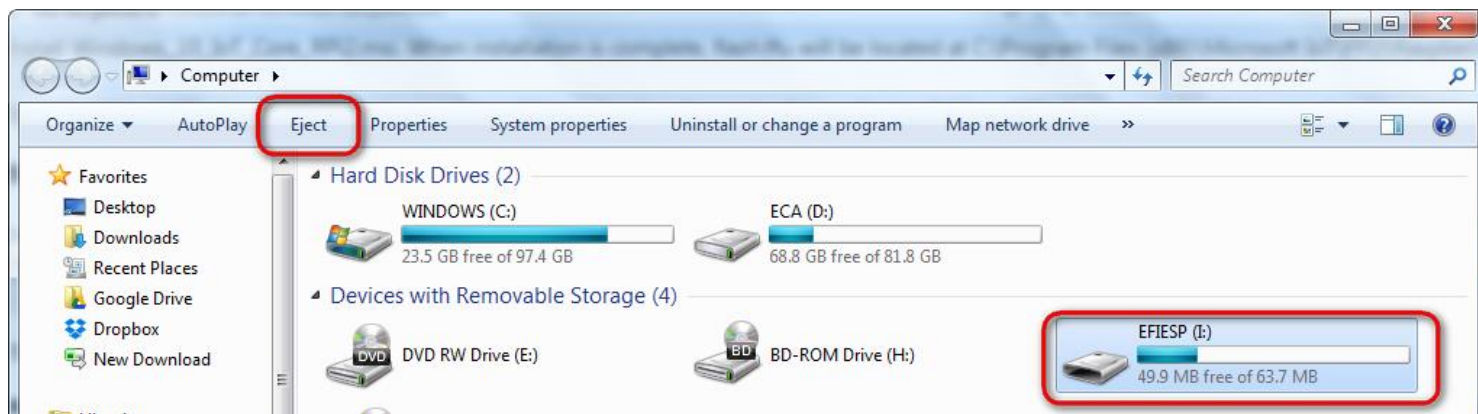 Computer
Search Computer
Organize
AutoPlay
Eject
Properties
System properties
Uninstall or change a program
Map network drive
»
Favorites
Desktop
Downloads
Recent Places
Google Drive
Dropbox
New Download
Hard Disk Drives (2)
WINDOWS (C:)
23.5 GB free of 97.4 GB
ECA (D:)
68.8 GB free of 81.8 GB
Devices with Removable Storage (4)
DVD
DVD RW Drive (E:)
BD
BD-ROM Drive (H:)
EFIESP (I:)
49.9 MB free of 63.7 MB